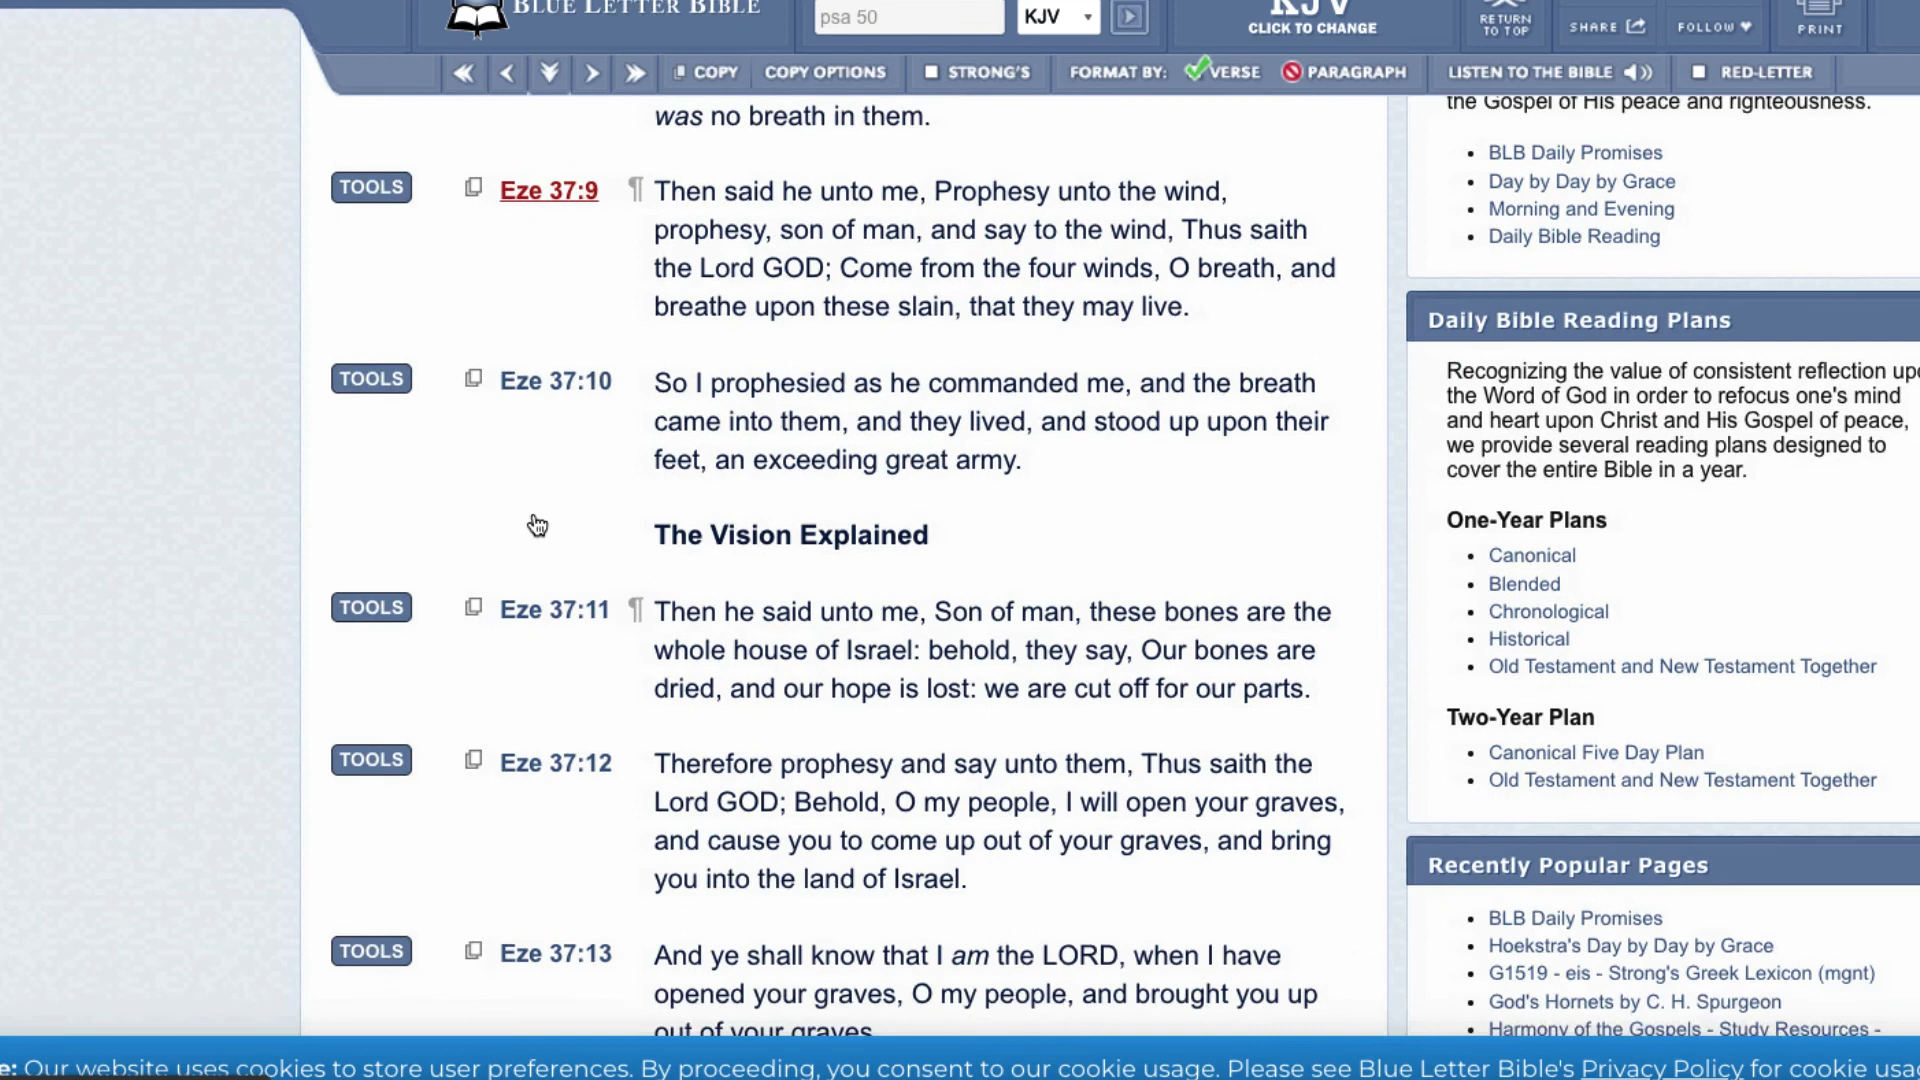 BLUE LETTER BIBLE
psa 50
KJV
KJV
CLICK TO CHANGE
RETURN
TO TOP
SHARE
FOLLOW
PRINT
COPY
COPY OPTIONS
STRONG'S
FORMAT BY:
VERSE
PARAGRAPH
LISTEN TO THE BIBLE
RED-LETTER
was no breath in them.
TOOLS
Eze 37:9
¶ Then said he unto me, Prophesy unto the wind,
prophesy, son of man, and say to the wind, Thus saith
the Lord GOD; Come from the four winds, O breath, and
breathe upon these slain, that they may live.
TOOLS
Eze 37:10
So I prophesied as he commanded me, and the breath
came into them, and they lived, and stood up upon their
feet, an exceeding great army.
The Vision Explained
TOOLS
Eze 37:11
¶ Then he said unto me, Son of man, these bones are the
whole house of Israel: behold, they say, Our bones are
dried, and our hope is lost: we are cut off for our parts.
TOOLS
Eze 37:12
Therefore prophesy and say unto them, Thus saith the
Lord GOD; Behold, O my people, I will open your graves,
and cause you to come up out of your graves, and bring
you into the land of Israel.
TOOLS
Eze 37:13
And ye shall know that I am the LORD, when I have
opened your graves, O my people, and brought you up
out of your graves
the Gospel of His peace and righteousness.
BLB Daily Promises
Day by Day by Grace
Morning and Evening
Daily Bible Reading
Daily Bible Reading Plans
Recognizing the value of consistent reflection
the Word of God in order to refocus one's mind
and heart upon Christ and His Gospel of peace,
we provide several reading plans designed to
cover the entire Bible in a year.
One-Year Plans
Canonical
Blended
Chronological
Historical
Old Testament and New Testament Together
Two-Year Plan
Canonical Five Day Plan
Old Testament and New Testament Together
Recently Popular Pages
BLB Daily Promises
Hoekstra's Day by Day by Grace
G1519 - eis - Strong's Greek Lexicon (mgnt)
God's Hornets by C. H. Spurgeon
Harmony of the Gospels - Study Resources -
Our website uses cookies to store user preferences. By proceeding, you consent to our cookie usage. Please see Blue Letter Bible's Privacy Policy for cookie